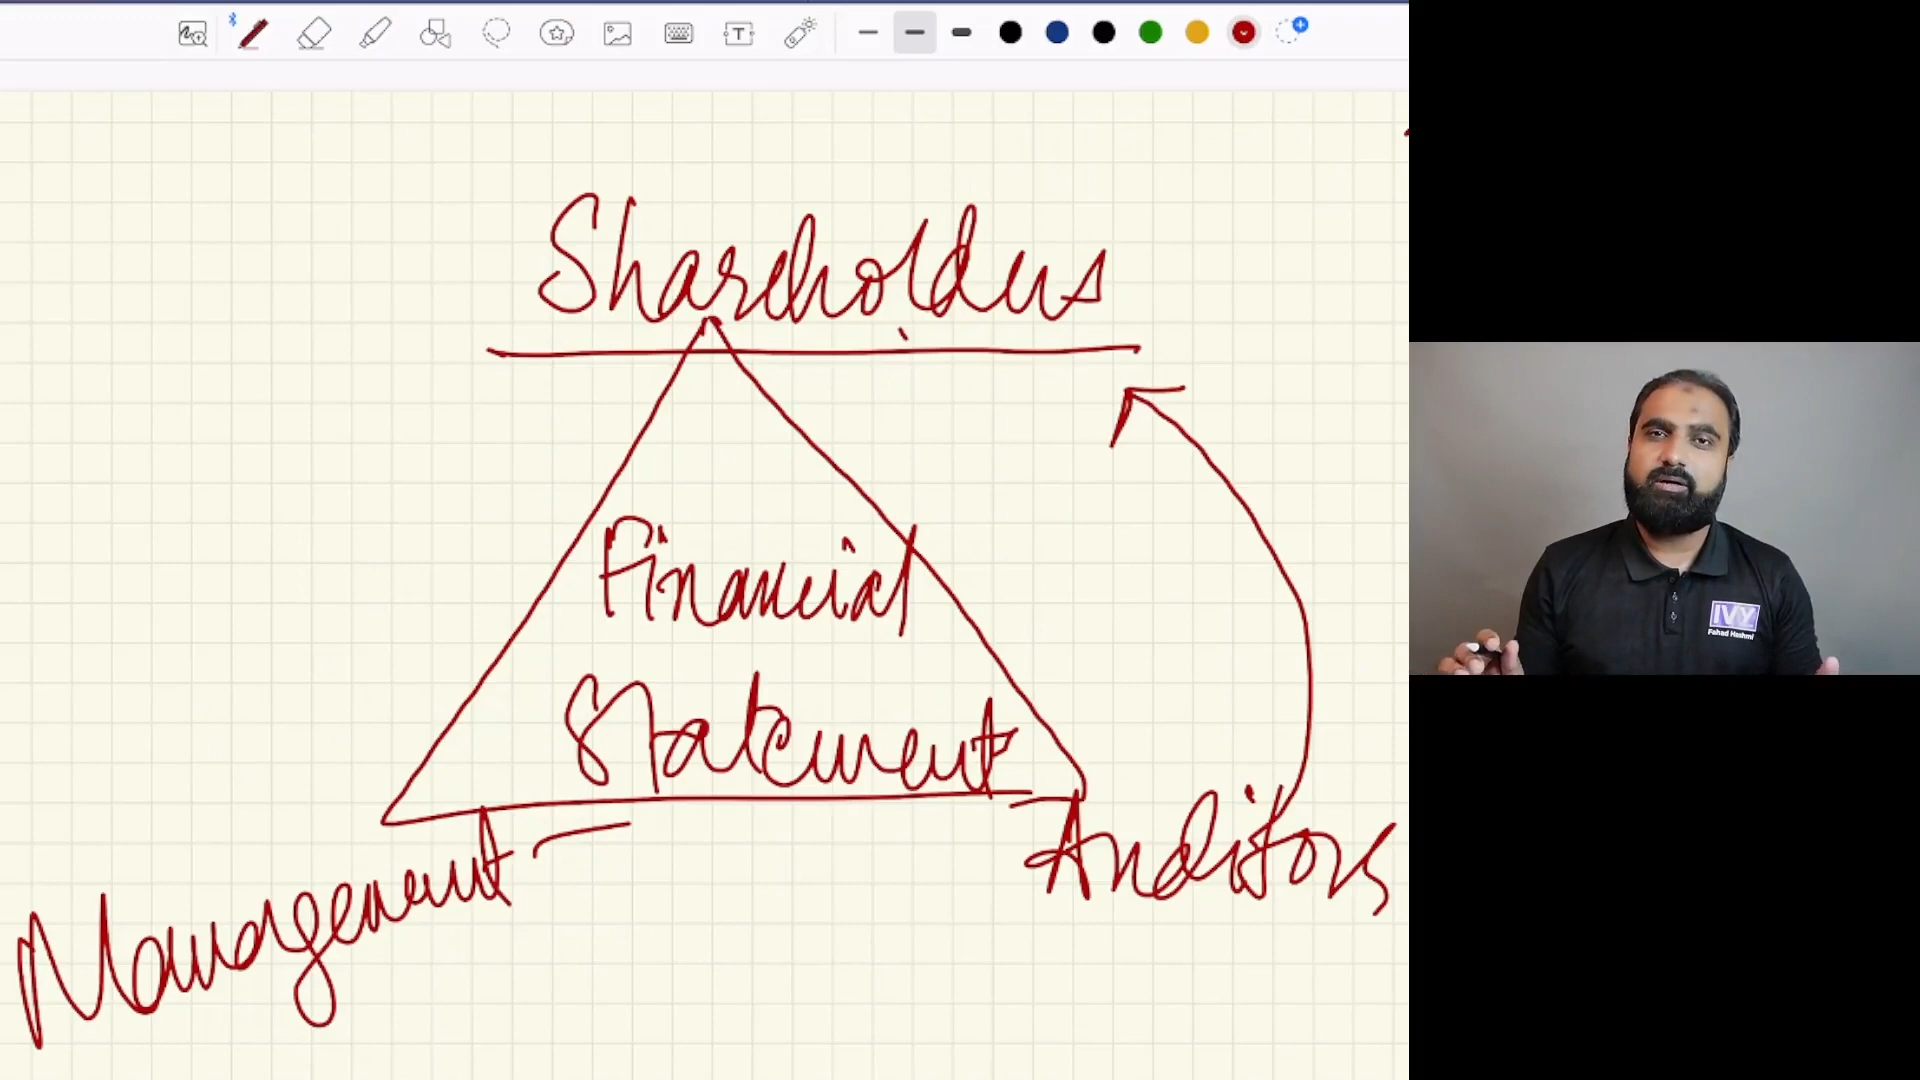 Shareholders
Financial
Statement
Management
Auditors
IVY
Fahad Hashmi
T